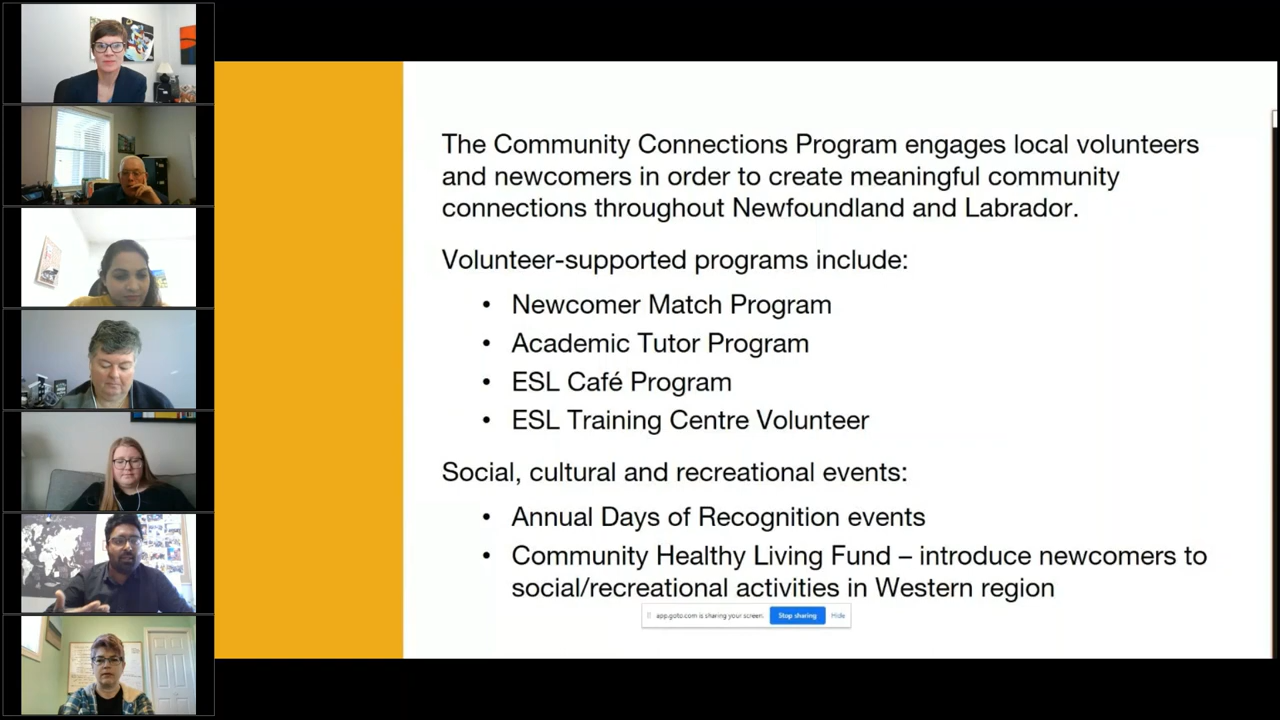 The Community Connections Program engages local volunteers
and newcomers in order to create meaningful community
connections throughout Newfoundland and Labrador.
Volunteer-supported programs include:
• Newcomer Match Program
• Academic Tutor Program
• ESL Café Program
• ESL Training Centre Volunteer
Social, cultural and recreational events:
• Annual Days of Recognition events
• Community Healthy Living Fund – introduce newcomers to
social/recreational activities in Western region
app.goto.com is sharing your screen. Stop sharing Hide